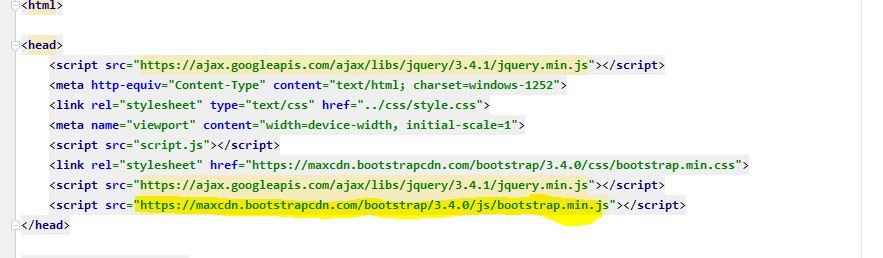 <html>
<head>
<script src="https://ajax.googleapis.com/ajax/libs/jquery/3.4.1/jquery.min.js"></script>
<meta http-equiv="Content-Type" content="text/html; charset=windows-1252">
<link rel="stylesheet" type="text/css" href="../css/style.css">
<meta name="viewport" content="width=device-width, initial-scale=1">
<script src="script.js"></script>
<link rel="stylesheet" href="https://maxcdn.bootstrapcdn.com/bootstrap/3.4.0/css/bootstrap.min.css">
<script src="https://ajax.googleapis.com/ajax/libs/jquery/3.4.1/jquery.min.js"></script>
<script src="https://maxcdn.bootstrapcdn.com/bootstrap/3.4.0/js/bootstrap.min.js"></script>
</head>